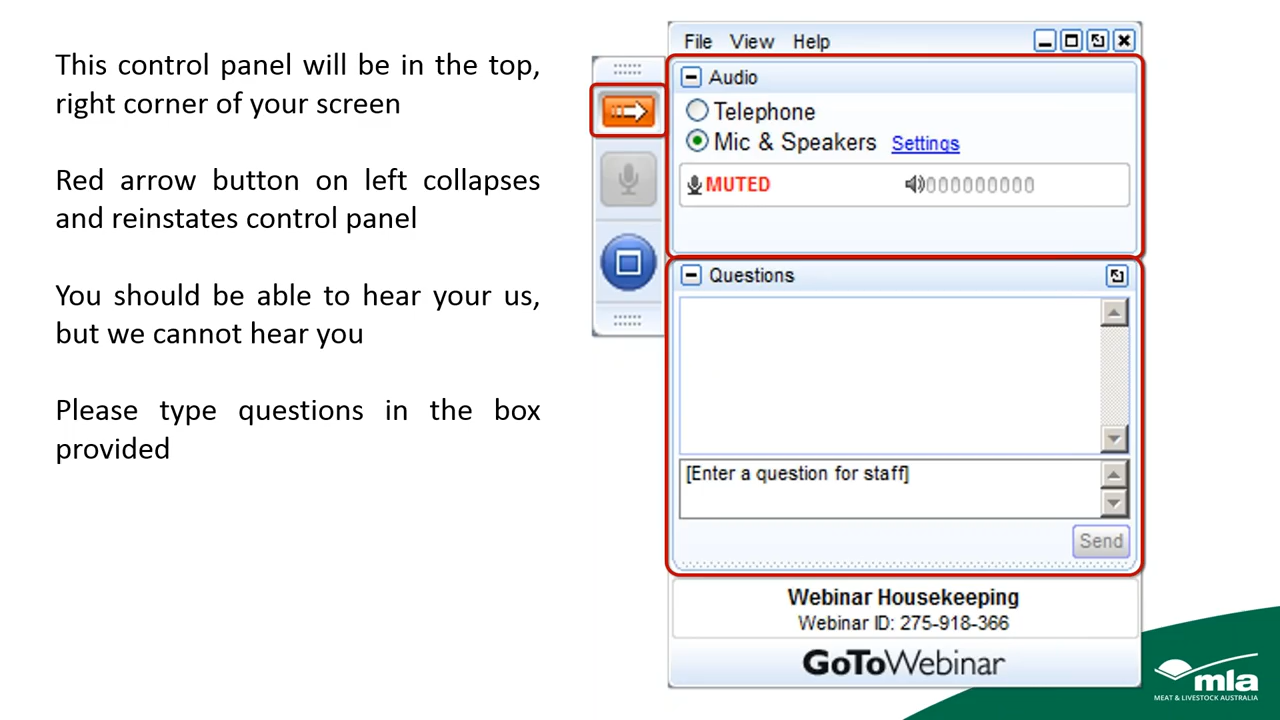 This control panel will be in the top,
right corner of your screen
Red arrow button on left collapses
and reinstates control panel
You should be able to hear your us,
but we cannot hear you
Please type questions in the box
provided
File View Help
Audio
Telephone
Mic & Speakers Settings
MUTED 000000000
Questions
[Enter a question for staff]
Send
Webinar Housekeeping
Webinar ID: 275-918-366
GoToWebinar
mla
MEAT & LIVESTOCK AUSTRALIA